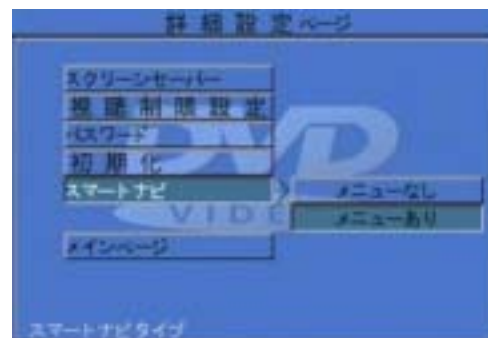 詳細設定ページ
スクリーンセーバー
視聴制限設定
パスワード
初期化
スマートナビ
メニューなし
メニューあり
メインページ
DVD
VIDEO
スマートナビタイプ